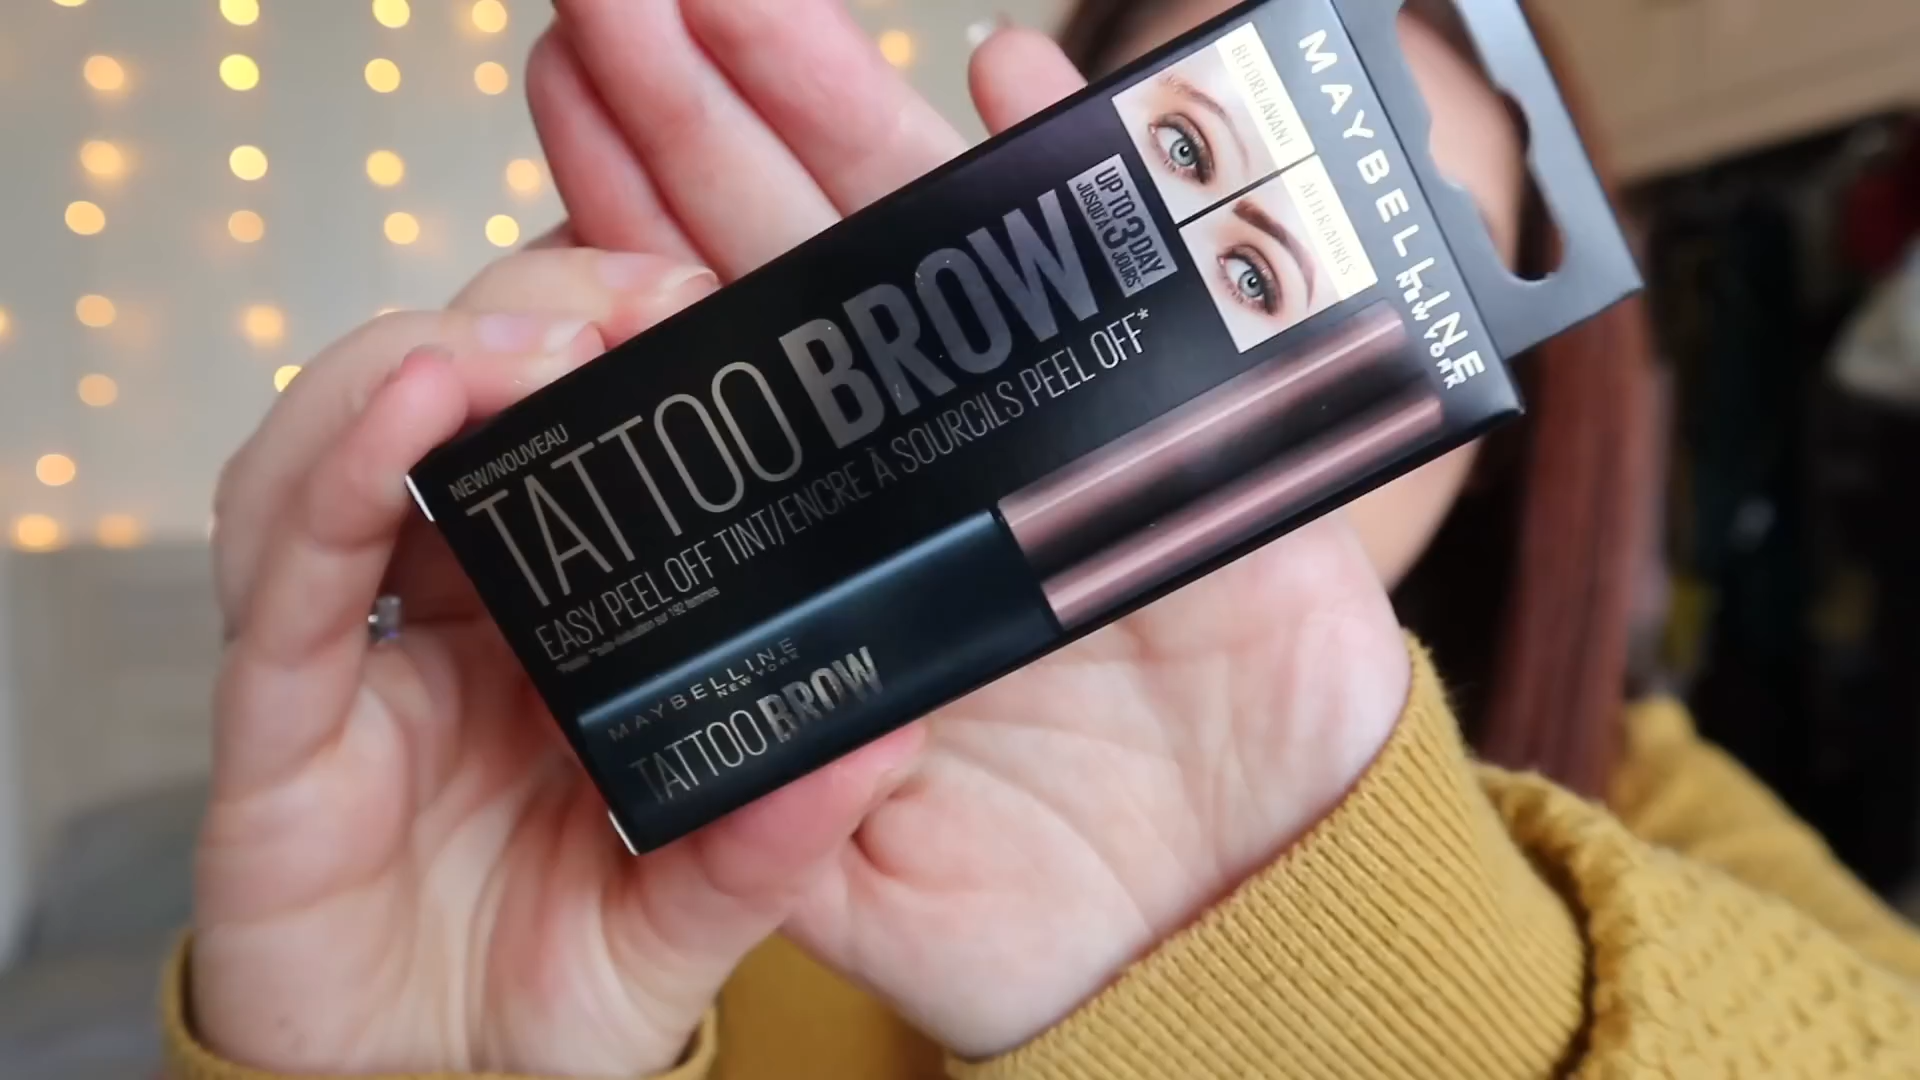 NEW/NOUVEAU
TATTOO BROW
UP TO 3 DAY
JUSQU'À 3 JOURS
EASY PEEL OFF TINT/ENCRE À SOURCILS PEEL OFF*
BEFORE/AVANT
AFTER/APRÈS
MAYBELLINE
NEW YORK
MAYBELLINE
NEW YORK
TATTOO BROW